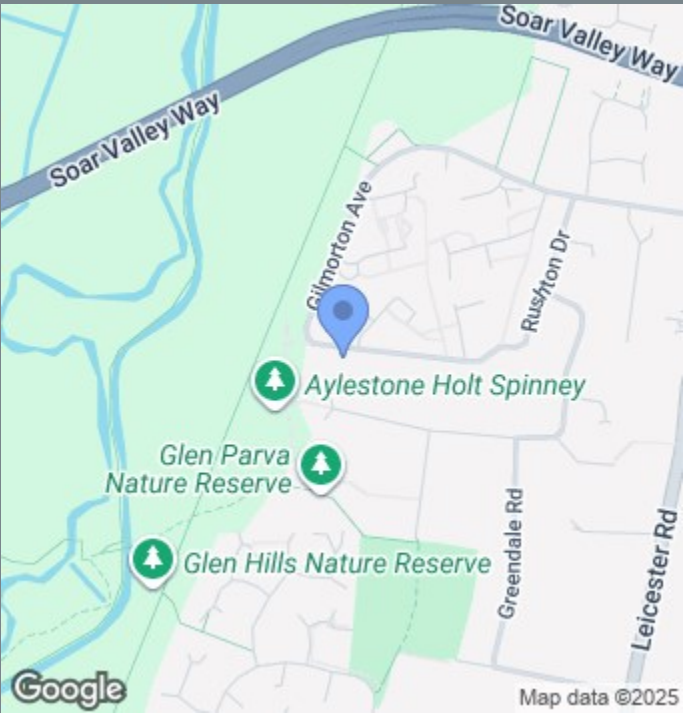 Soar Valley Way
Soar Valley Way
Gilmorton Ave
Rushton Dr
Aylestone Holt Spinney
Glen Parva
Nature Reserve
Glen Hills Nature Reserve
Greendale Rd
Leicester Rd
Google
Map data ©2025